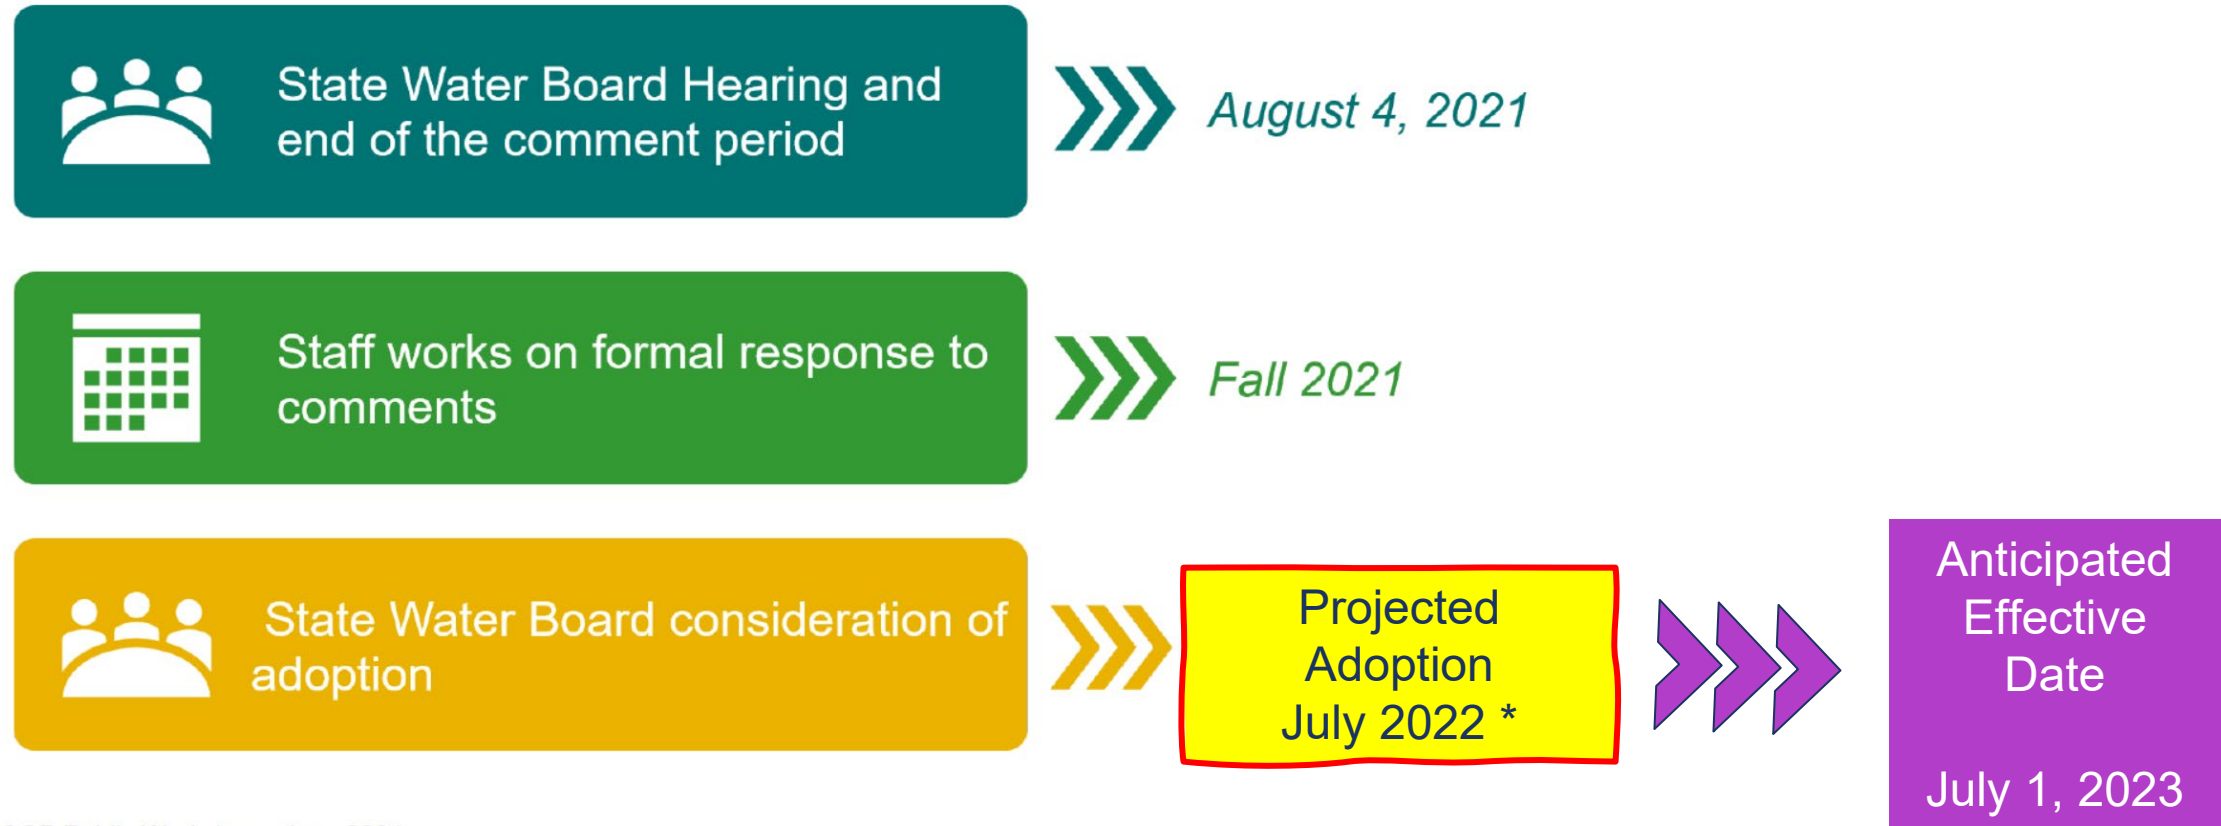 State Water Board Hearing and
end of the comment period
August 4, 2021
Staff works on formal response to
comments
Fall 2021
State Water Board consideration of
adoption
Projected
Adoption
July 2022 *
Anticipated
Effective
Date
July 1, 2023